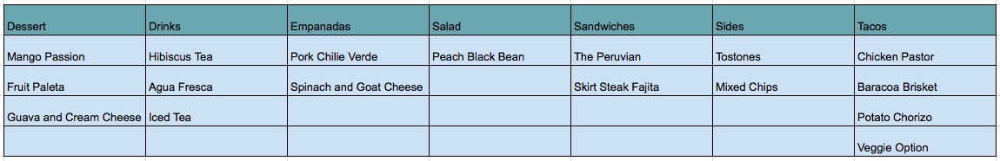 Dessert Drinks Empanadas Salad Sandwiches Sides Tacos
Mango Passion Hibiscus Tea Pork Chilie Verde Peach Black Bean The Peruvian Tostones Chicken Pastor
Fruit Paleta Agua Fresca Spinach and Goat Cheese Skirt Steak Fajita Mixed Chips Baracoa Brisket
Guava and Cream Cheese Iced Tea Potato Chorizo
Veggie Option